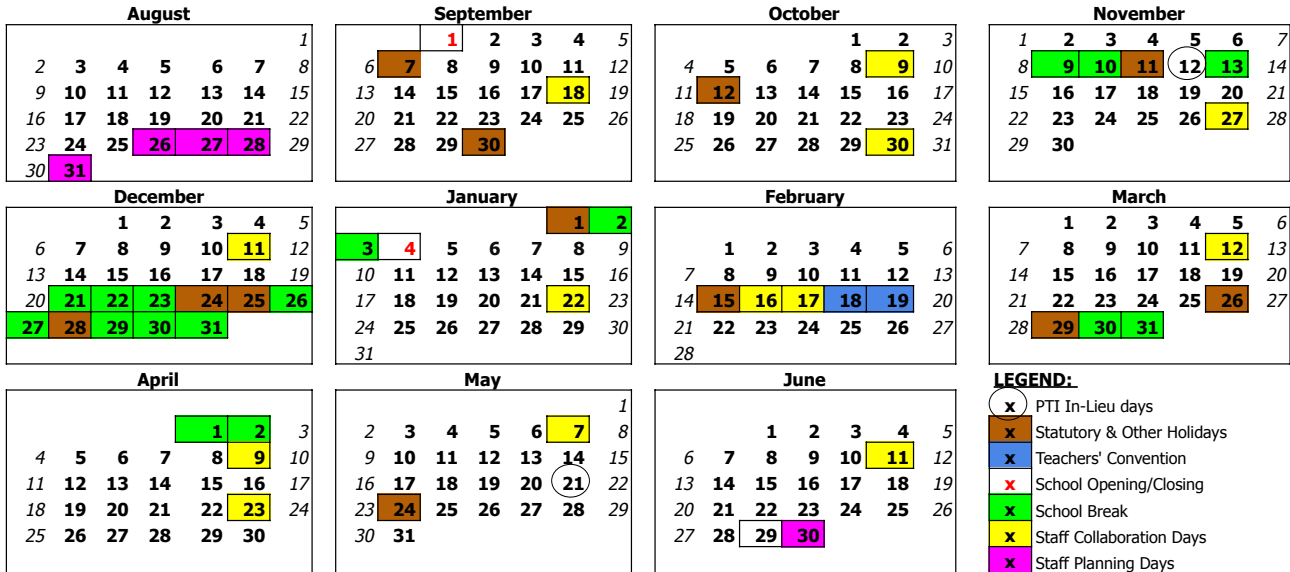 August
1
2 3 4 5 6 7 8
9 10 11 12 13 14 15
16 17 18 19 20 21 22
23 24 25 26 27 28 29
30 31
September
1 2 3 4 5
6 7 8 9 10 11 12
13 14 15 16 17 18 19
20 21 22 23 24 25 26
27 28 29 30
October
1 2 3
4 5 6 7 8 9 10
11 12 13 14 15 16 17
18 19 20 21 22 23 24
25 26 27 28 29 30 31
November
1 2 3 4 5 6 7
8 9 10 11 12 13 14
15 16 17 18 19 20 21
22 23 24 25 26 27 28
29 30
December
1 2 3 4 5
6 7 8 9 10 11 12
13 14 15 16 17 18 19
20 21 22 23 24 25 26
27 28 29 30 31
January
1 2
3 4 5 6 7 8 9
10 11 12 13 14 15 16
17 18 19 20 21 22 23
24 25 26 27 28 29 30
31
February
1 2 3 4 5 6
7 8 9 10 11 12 13
14 15 16 17 18 19 20
21 22 23 24 25 26 27
28
March
1 2 3 4 5 6
7 8 9 10 11 12 13
14 15 16 17 18 19 20
21 22 23 24 25 26 27
28 29 30 31
April
1 2 3
4 5 6 7 8 9 10
11 12 13 14 15 16 17
18 19 20 21 22 23 24
25 26 27 28 29 30
May
1
2 3 4 5 6 7 8
9 10 11 12 13 14 15
16 17 18 19 20 21 22
23 24 25 26 27 28 29
30 31
June
1 2 3 4 5
6 7 8 9 10 11 12
13 14 15 16 17 18 19
20 21 22 23 24 25 26
27 28 29 30
LEGEND:
x PTI In-Lieu days
x Statutory & Other Holidays
x Teachers' Convention
x School Opening/Closing
x School Break
x Staff Collaboration Days
x Staff Planning Days